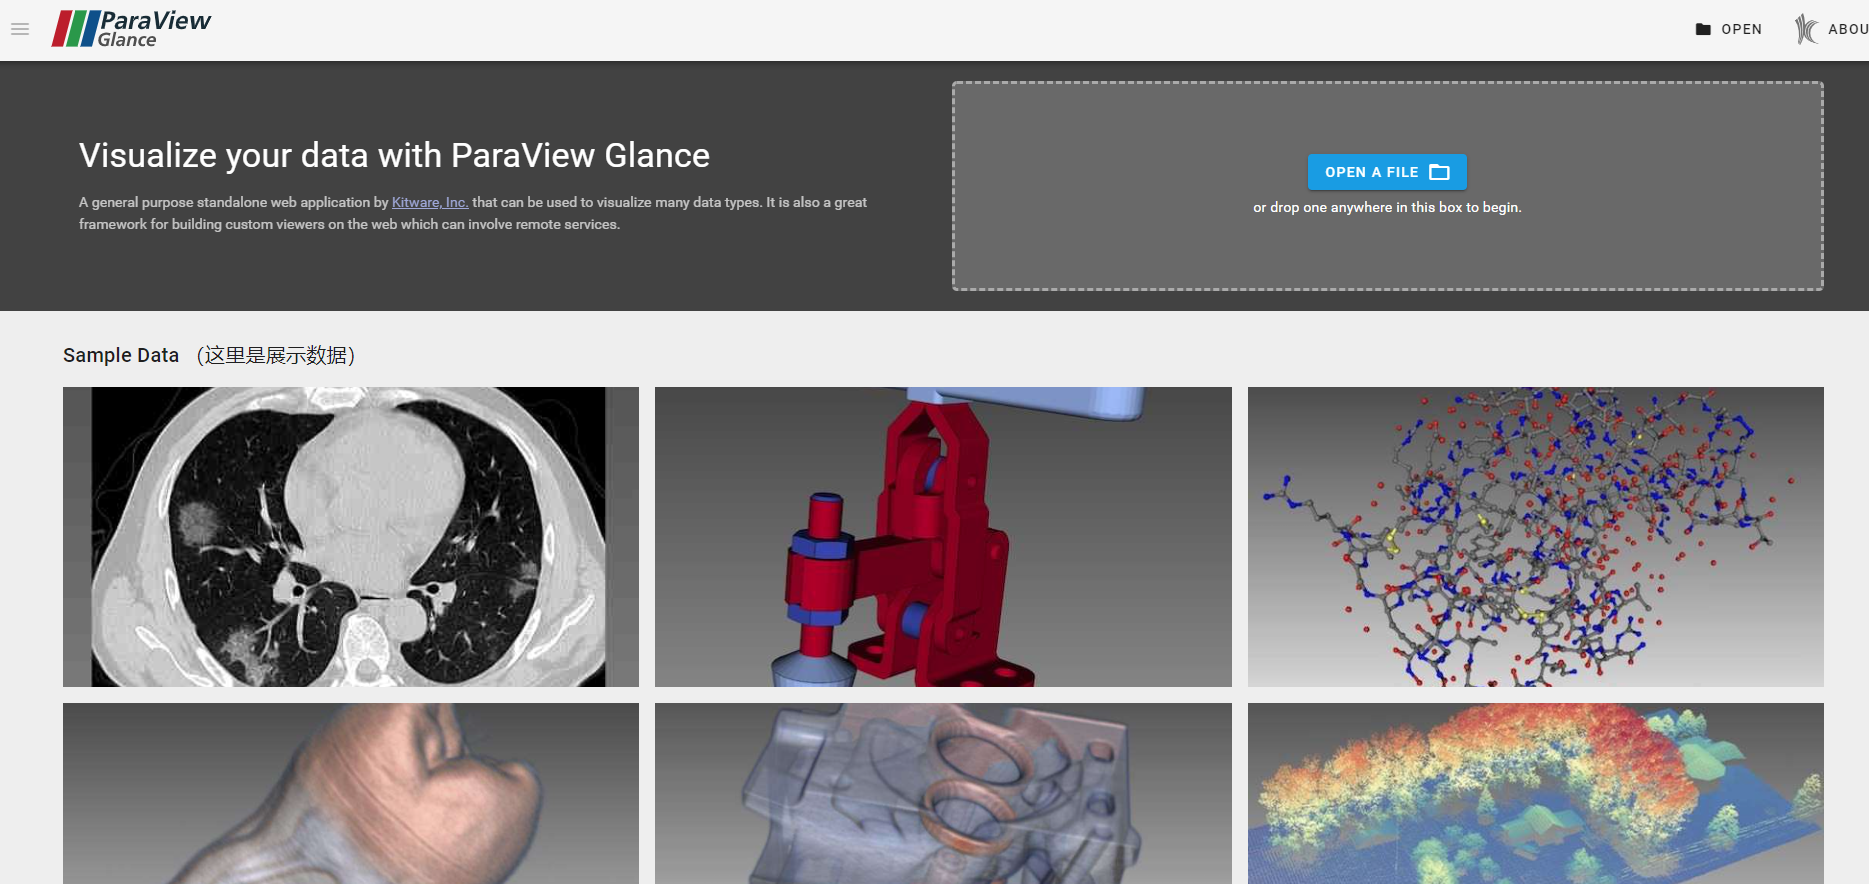 ParaView
Glance
OPEN
ABOU
Visualize your data with ParaView Glance
A general purpose standalone web application by Kitware, Inc. that can be used to visualize many data types. It is also a great
framework for building custom viewers on the web which can involve remote services.
OPEN A FILE
or drop one anywhere in this box to begin.
Sample Data （这里是展示数据）